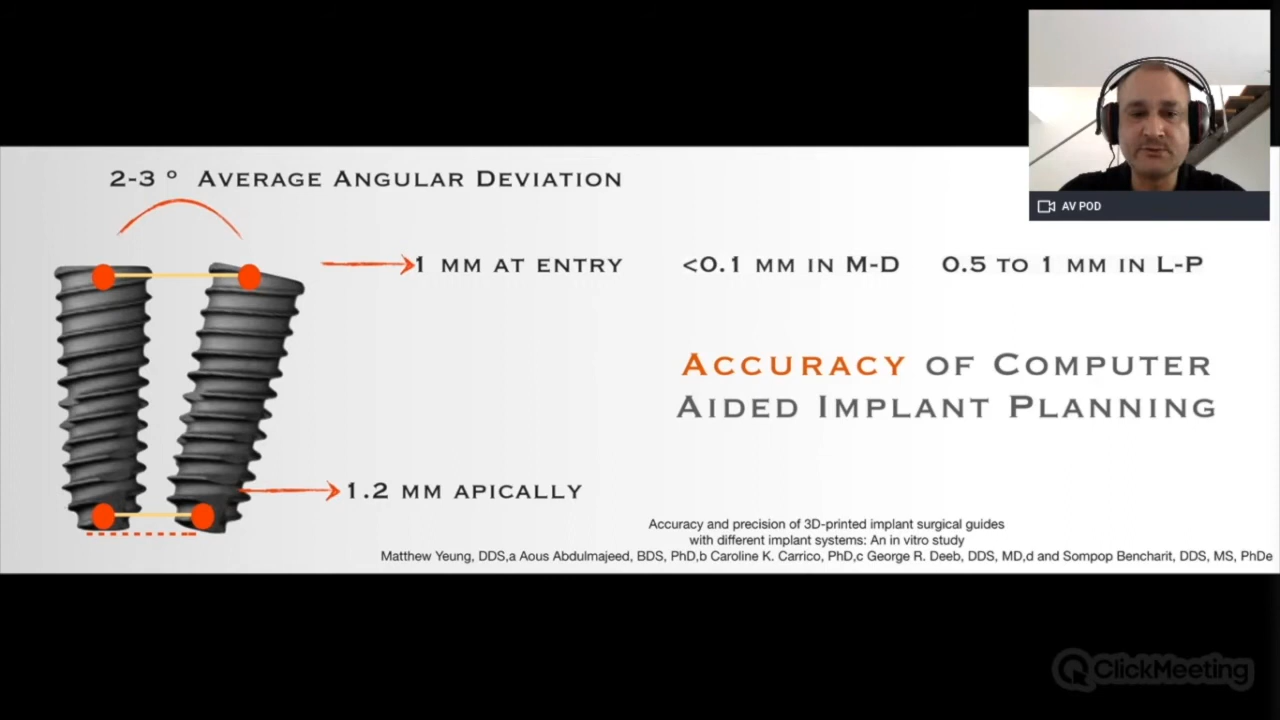 2-3 ° Average Angular Deviation
AV POD
1 mm at entry
<0.1 mm in M-D
0.5 to 1 mm in L-P
Accuracy of Computer
Aided Implant Planning
1.2 mm apically
Accuracy and precision of 3D-printed implant surgical guides
with different implant systems: An in vitro study
Matthew Yeung, DDS,a Aous Abdulmajeed, BDS, PhD,b Caroline K. Carrico, PhD,c George R. Deeb, DDS, MD,d and Sompop Bencharit, DDS, MS, PhDe
ClickMeeting